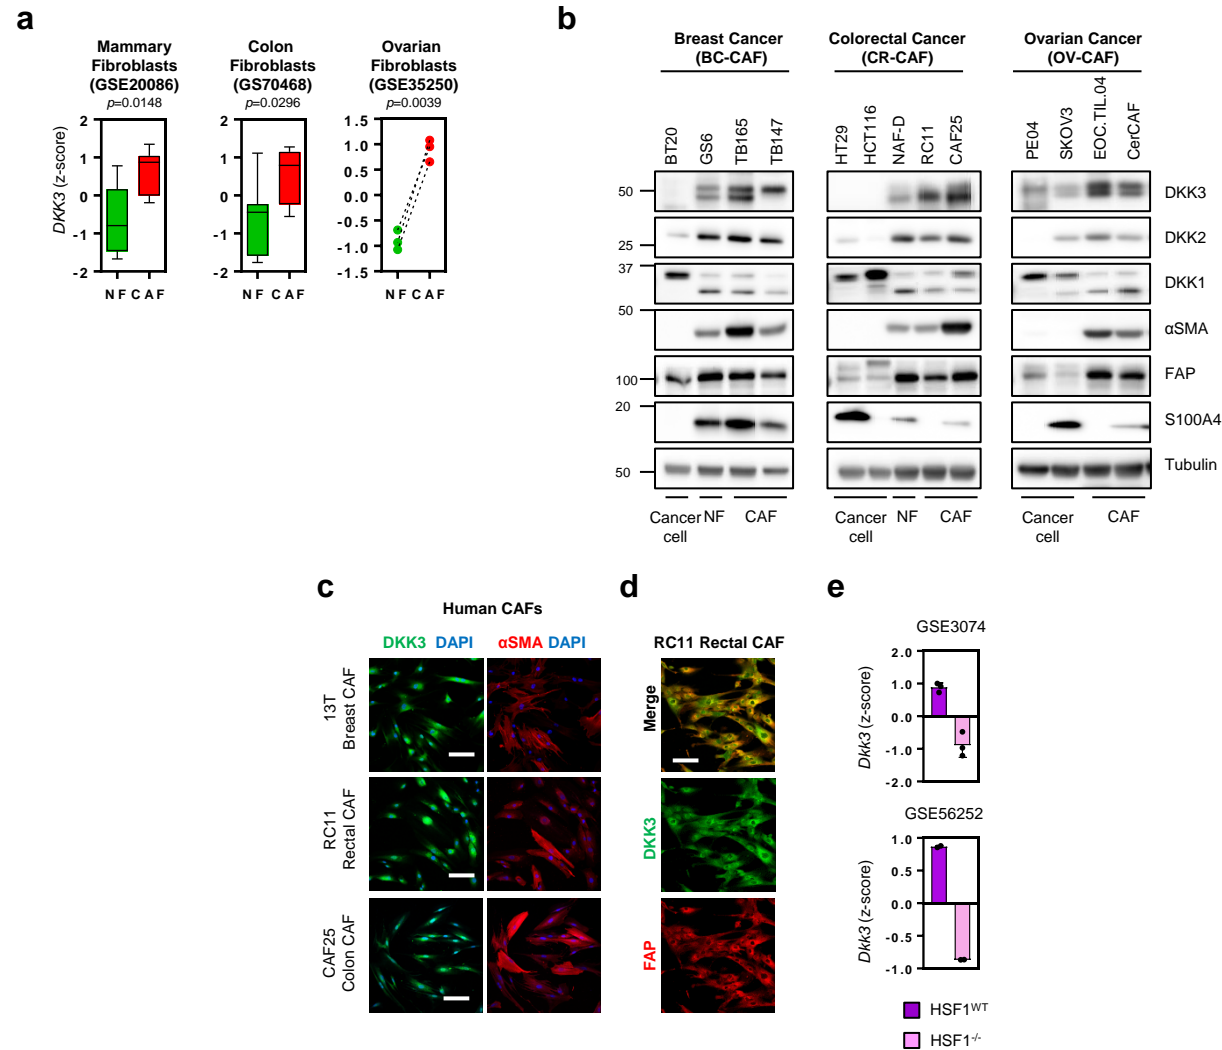 a
Mammary
Fibroblasts
(GSE20086)
p=0.0148
Colon
Fibroblasts
(GS70468)
p=0.0296
Ovarian
Fibroblasts
(GSE35250)
p=0.0039
DKK3 (z-score)
2
1
0
-1
-2
NF CAF
2
1
0
-1
-2
NF CAF
1.5
1.0
0.5
0.0
-0.5
-1.0
-1.5
NF CAF
b
Breast Cancer
(BC-CAF)
Colorectal Cancer
(CR-CAF)
Ovarian Cancer
(OV-CAF)
BT20
GS6
TB165
TB147
HT29
HCT116
NAF-D
RC11
CAF25
PE04
SKOV3
EOC.TIL.04
CerCAF
50
DKK3
25
DKK2
37
DKK1
50
αSMA
100
FAP
20
S100A4
50
Tubulin
Cancer
cell
NF
CAF
Cancer
cell
NF
CAF
Cancer
cell
CAF
c
Human CAFs
DKK3 DAPI
αSMA DAPI
13T
Breast CAF
RC11
Rectal CAF
CAF25
Colon CAF
d
RC11 Rectal CAF
Merge
DKK3
FAP
e
GSE3074
Dkk3 (z-score)
2.0
1.0
0.0
-1.0
-2.0
GSE56252
Dkk3 (z-score)
1.0
0.5
0.0
-0.5
-1.0
HSF1WT
HSF1-/-